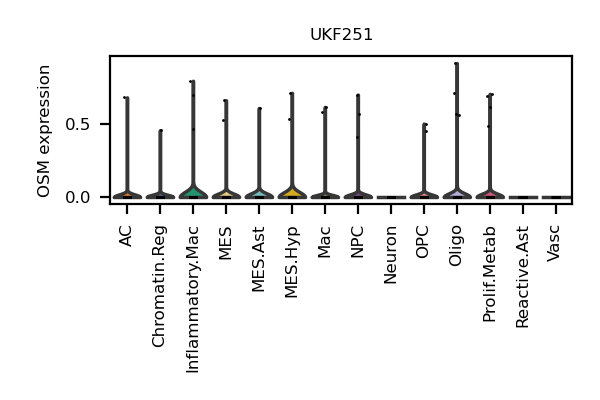 UKF251
OSM expression
0.5
0.0
AC
Chromatin.Reg
Inflammatory.Mac
MES
MES.Ast
MES.Hyp
Mac
NPC
Neuron
OPC
Oligo
Prolif.Metab
Reactive.Ast
Vasc